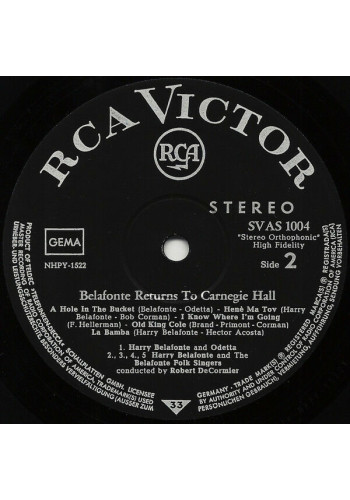 RCA VICTOR
RCA
STEREO
GEMA
NHPY-1522
SVAS 1004
"Stereo Orthophonic"
High Fidelity
Side 2
Belafonte Returns To Carnegie Hall
A Hole In The Bucket (Belafonte - Odetta) - Hené Ma Tov (Harry
Belafonte - Bob Corman) - I Know Where I'm Going
(F. Hellerman) - Old King Cole (Brand - Primont - Corman)
La Bamba (Harry Belafonte - Hector Acosta)
1. Harry Belafonte and Odetta
2., 3., 4., 5 Harry Belafonte and The
Belafonte Folk Singers
conducted by Robert DeCormier
33